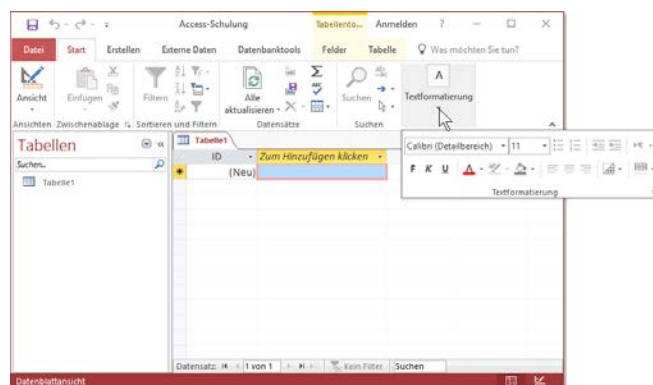 Access-Schulung Tabellento... Anmelden ?
Datei Start Erstellen Externe Daten Datenbanktools Felder Tabelle Was möchten Sie tun?
Ansicht Einfügen Filtern Alle aktualisieren Suchen Textformatierung
Ansichten Zwischenablage Sortieren und Filtern Datensätze Suchen
Tabellen
Suchen...
Tabelle1
Tabelle1
ID Zum Hinzufügen klicken
(Neu)
Calibri (Detailbereich) 11
F K U A
Textformatierung
Datensatz: 1 von 1 Kein Filter Suchen
Datenblattansicht